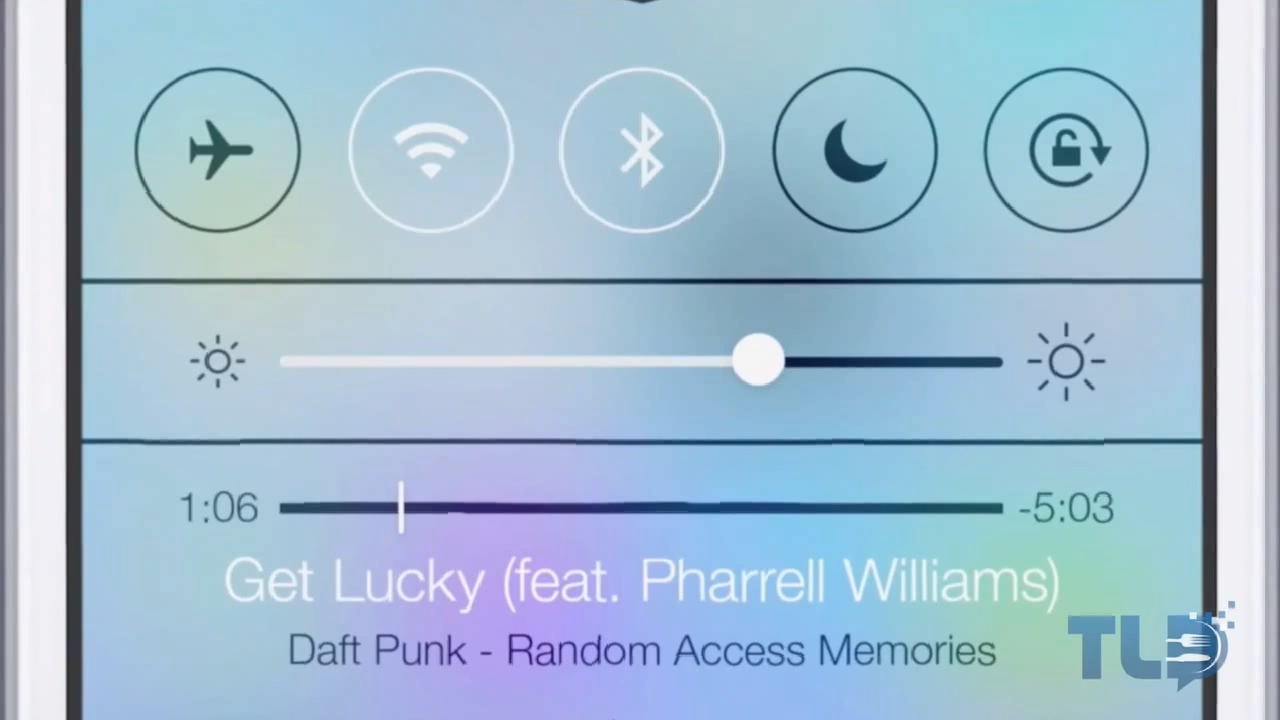 1:06 -5:03
Get Lucky (feat. Pharrell Williams)
Daft Punk - Random Access Memories
TLD